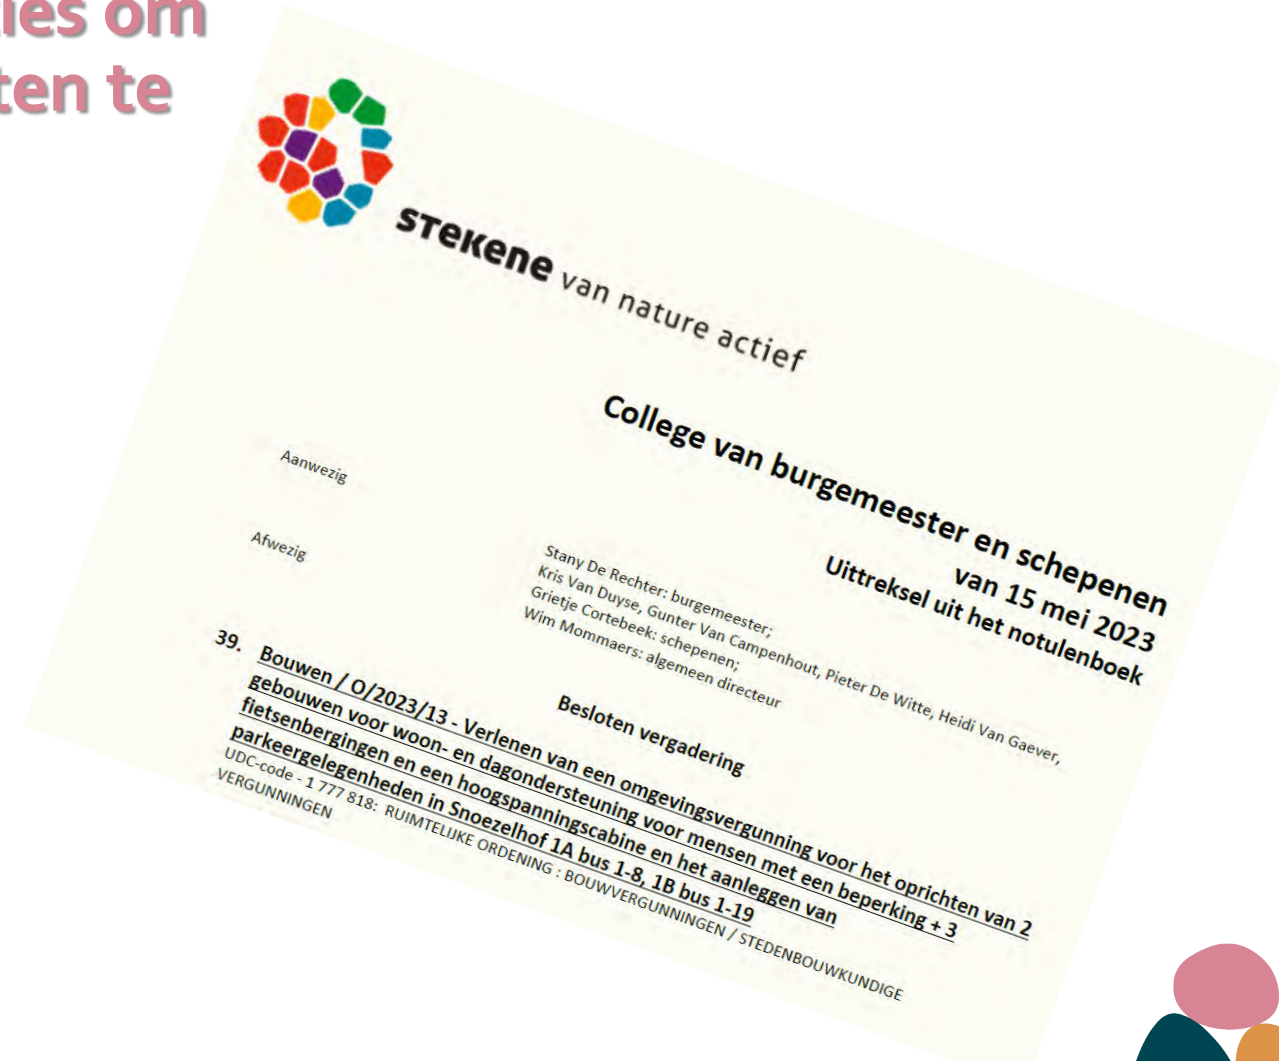 ties om
ten te
STEKENE van nature actief
College van burgemeester en schepenen
van 15 mei 2023
Uittreksel uit het notulenboek
Aanwezig
Stany De Rechter: burgemeester;
Kris Van Duyse, Gunter Van Campenhout, Pieter De Witte, Heidi Van Gaever,
Grietje Cortebeek: schepenen;
Wim Mommaers: algemeen directeur
Afwezig
Besloten vergadering
39. Bouwen / O/2023/13 - Verlenen van een omgevingsvergunning voor het oprichten van 2
gebouwen voor woon- en dagondersteuning voor mensen met een beperking + 3
fietsenbergingen en een hoogspanningscabine en het aanleggen van
parkeergelegenheden in Snoezelhof 1A bus 1-8, 1B bus 1-19
UDC-code - 1 777 818: RUIMTELIJKE ORDENING : BOUWVERGUNNINGEN / STEDENBOUWKUNDIGE
VERGUNNINGEN